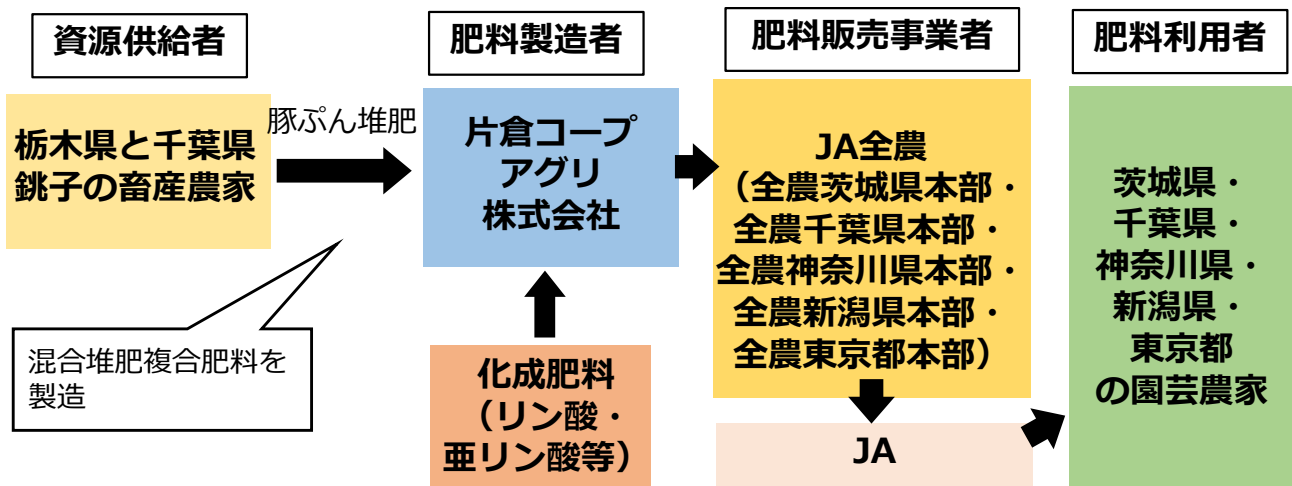 資源供給者
肥料製造者
肥料販売事業者
肥料利用者
栃木県と千葉県
銚子の畜産農家
豚ぷん堆肥
片倉コープ
アグリ
株式会社
JA全農
（全農茨城県本部・
全農千葉県本部・
全農神奈川県本部・
全農新潟県本部・
全農東京都本部）
茨城県・
千葉県・
神奈川県・
新潟県・
東京都
の園芸農家
混合堆肥複合肥料を
製造
化成肥料
（リン酸・
亜リン酸等）
JA